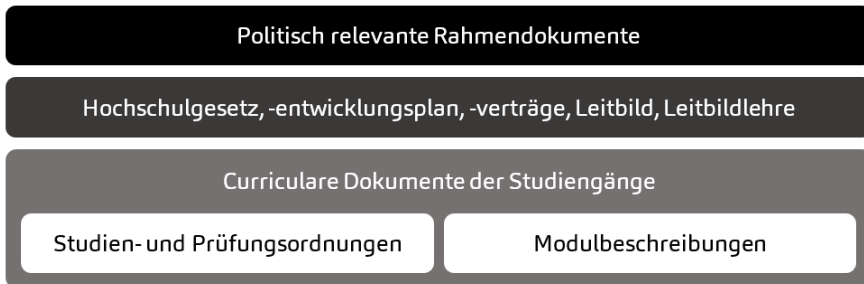 Politisch relevante Rahmendokumente
Hochschulgesetz, -entwicklungsplan, -verträge, Leitbild, Leitbildlehre
Curriculare Dokumente der Studiengänge
Studien- und Prüfungsordnungen
Modulbeschreibungen